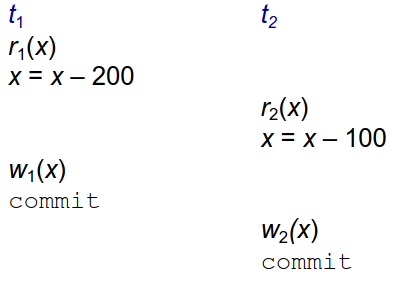 t₁ t₂
r₁(x)
x = x – 200
r₂(x)
x = x – 100
w₁(x)
commit
w₂(x)
commit